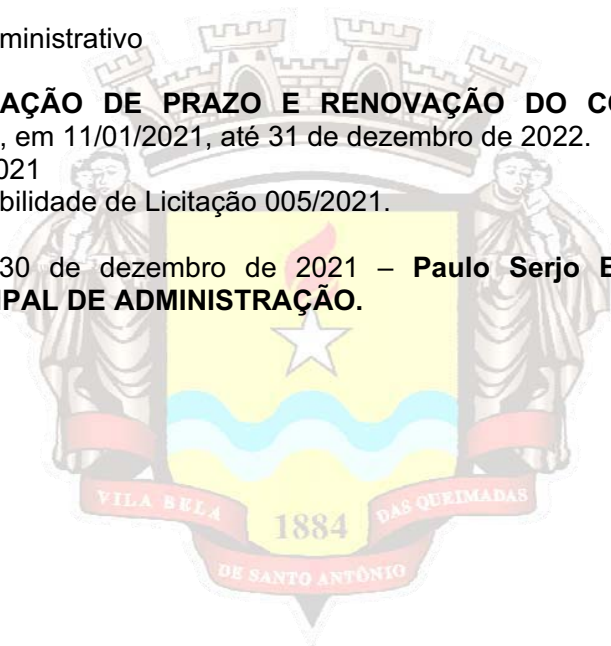 ministrativo
AÇÃO DE PRAZO E RENOVAÇÃO DO CO
, em 11/01/2021, até 31 de dezembro de 2022.
021
bilidade de Licitação 005/2021.
30 de dezembro de 2021 – Paulo Serjo E
IPAL DE ADMINISTRAÇÃO.
VILA BELA
DAS QUEIMADAS
1884
DE SANTO ANTÔNIO